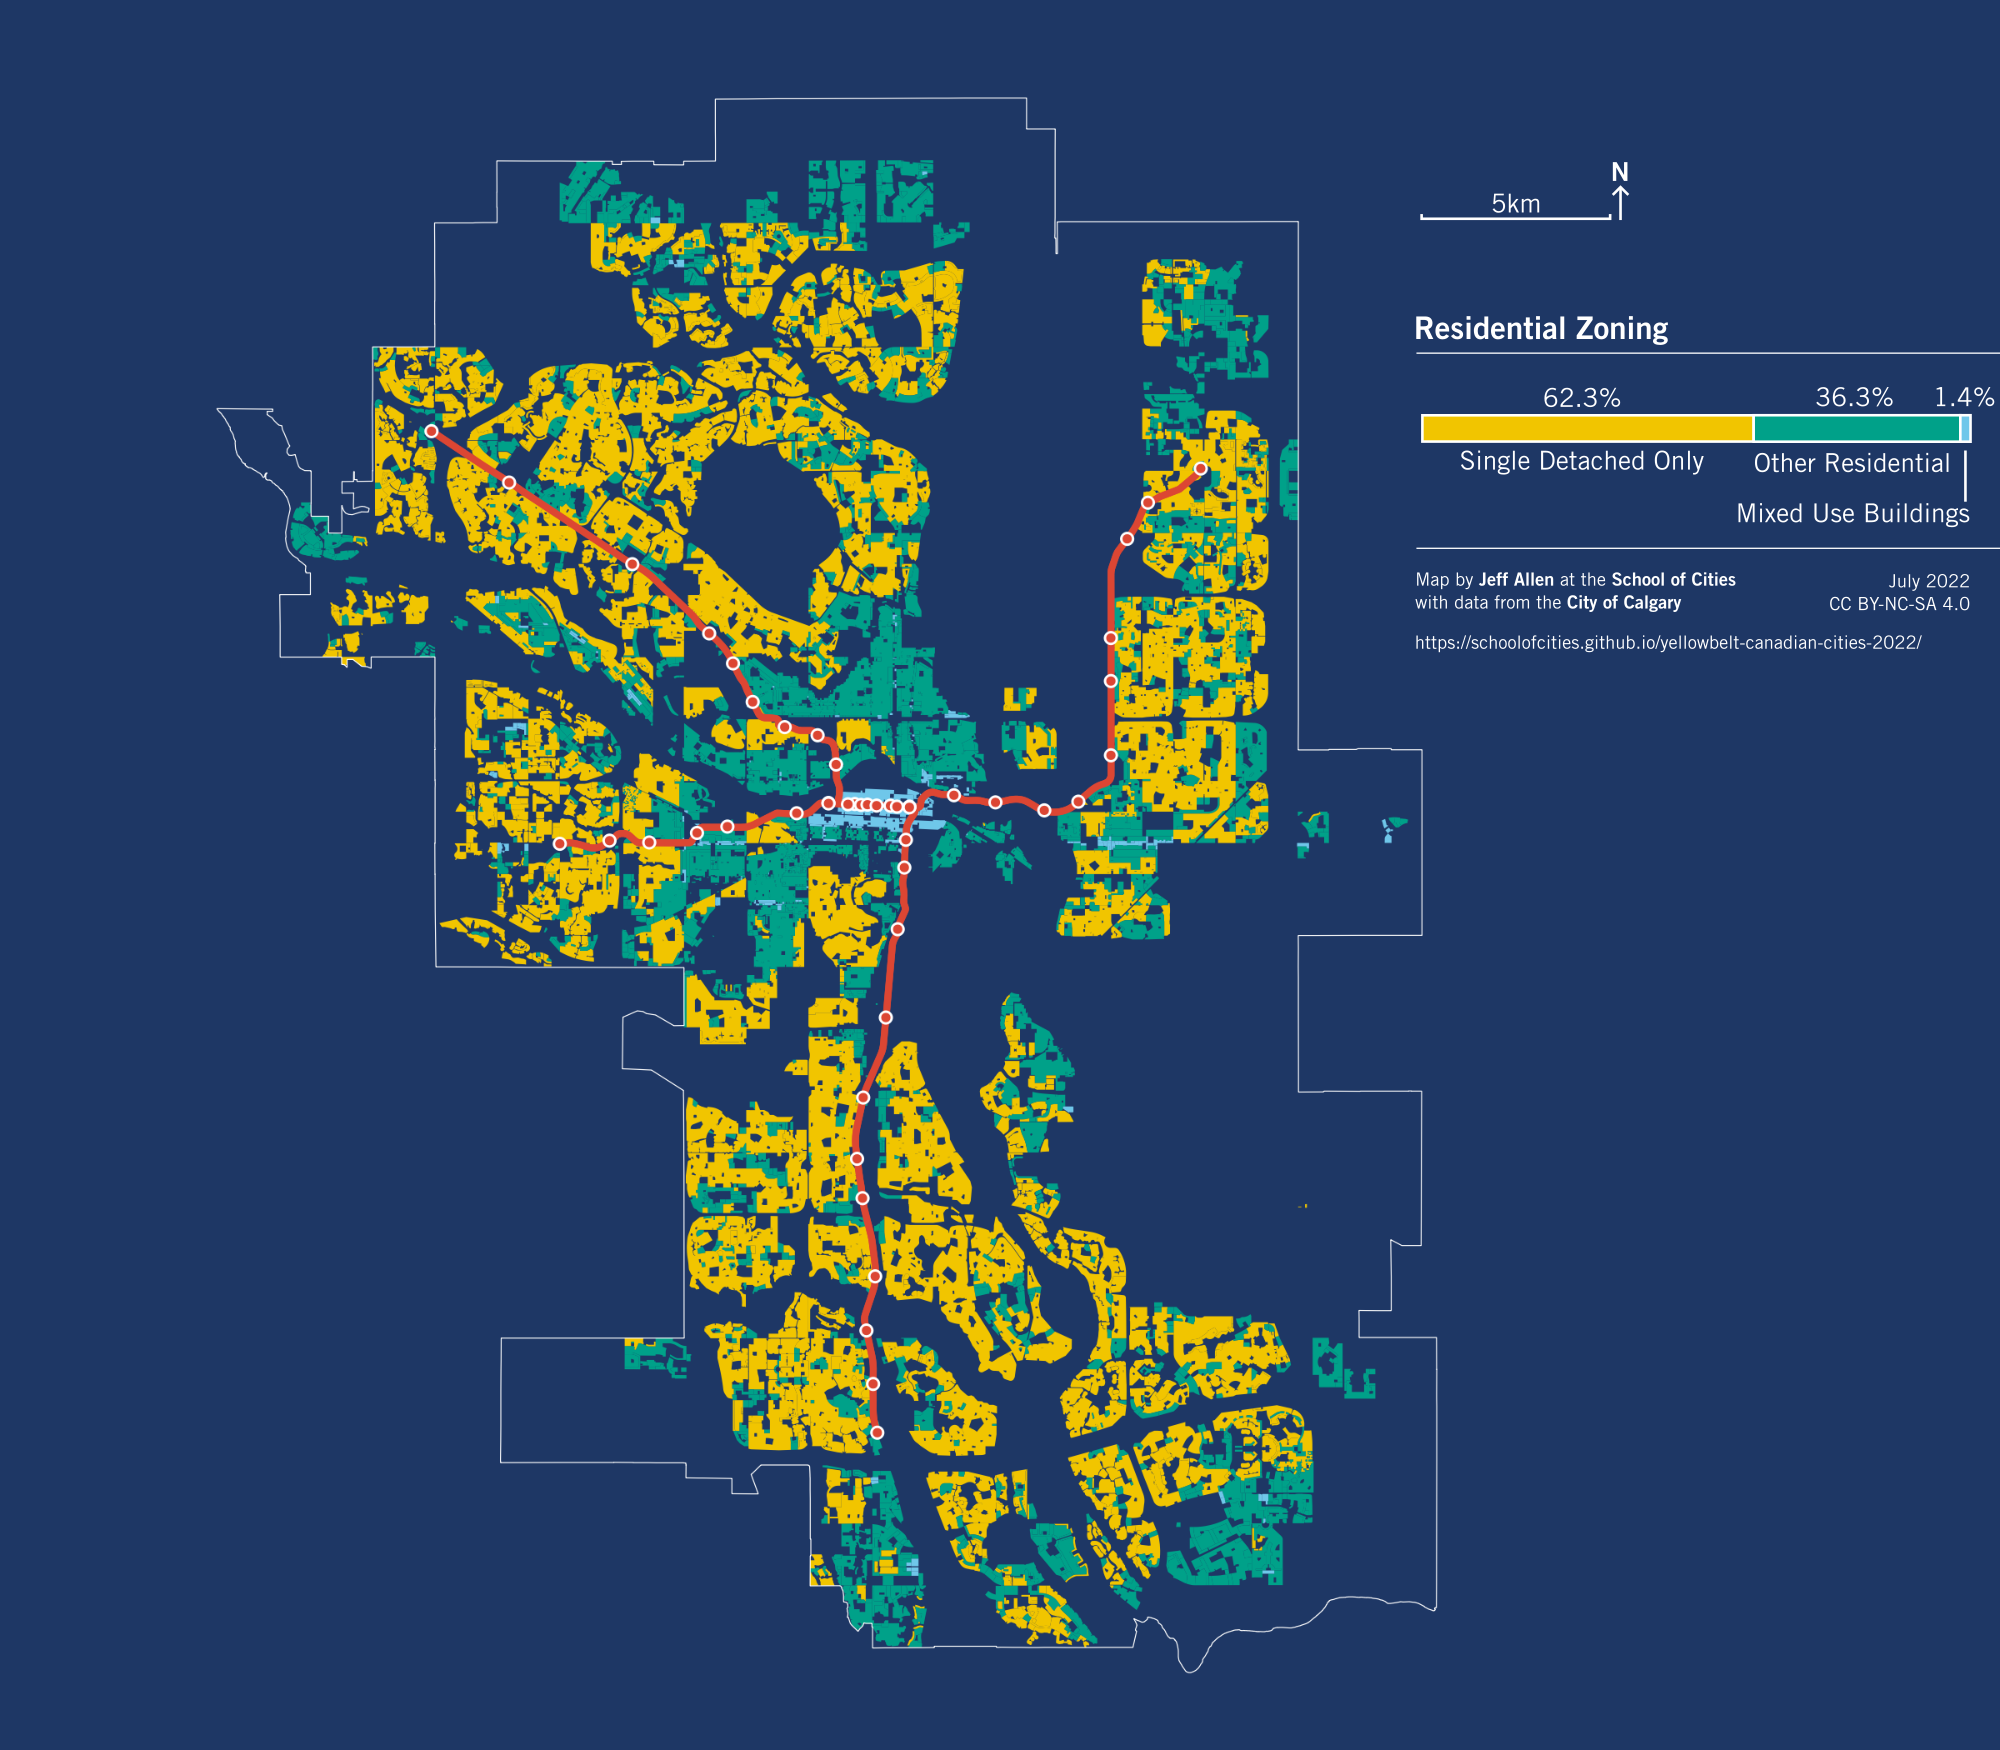 N
5km
Residential Zoning
62.3% 36.3% 1.4%
Single Detached Only Other Residential
Mixed Use Buildings
Map by Jeff Allen at the School of Cities July 2022
with data from the City of Calgary CC BY-NC-SA 4.0
https://schoolofcities.github.io/yellowbelt-canadian-cities-2022/